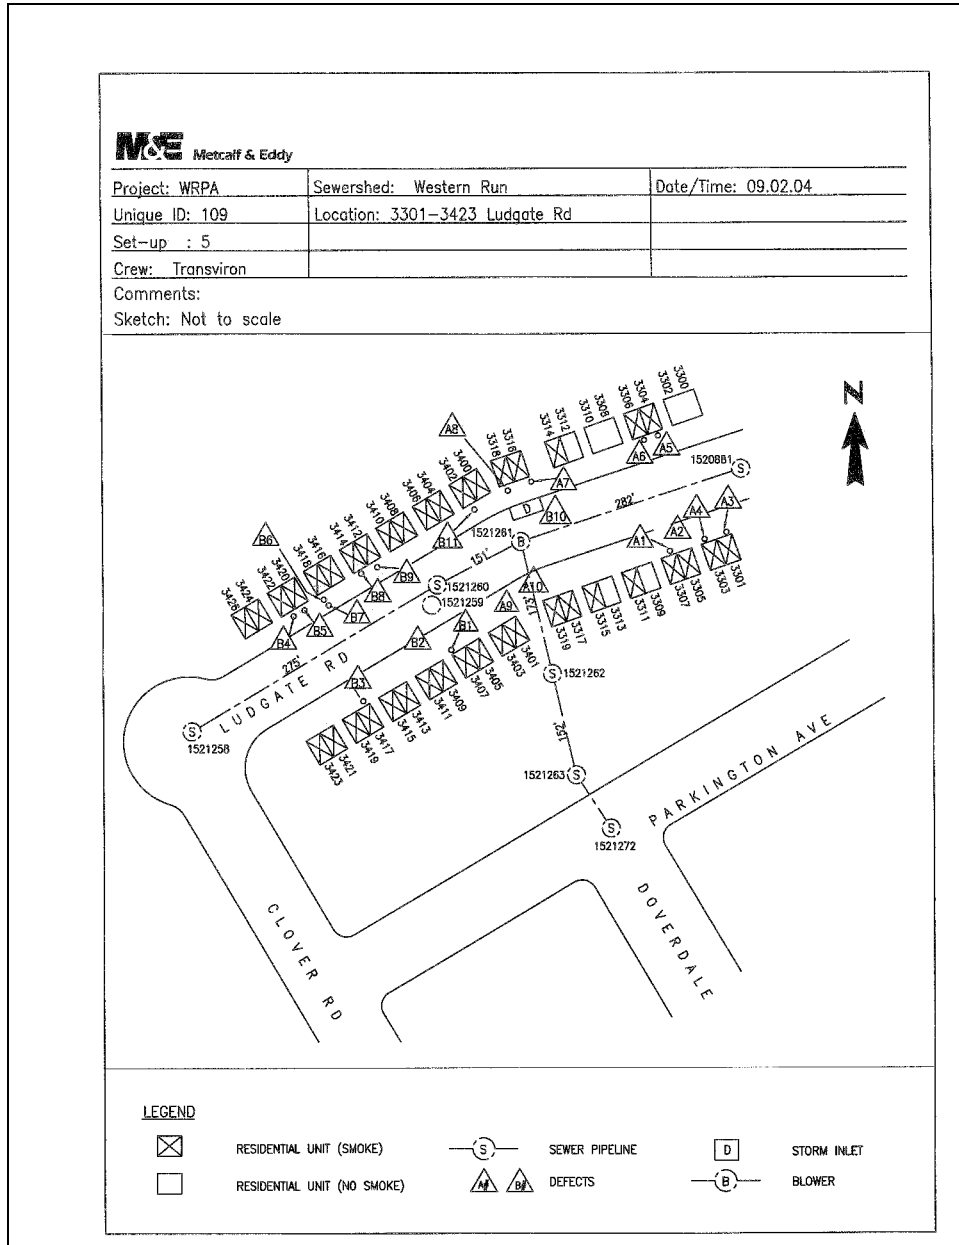 M&E Metcalf & Eddy
Project: WRPA
Sewershed: Western Run
Date/Time: 09.02.04
Unique ID: 109
Location: 3301-3423 Ludgate Rd
Set-up : 5
Crew: Transviron
Comments:
Sketch: Not to scale
N
3300
3302
3304
3306
3308
3310
3312
3314
3316
3318
3400
3402
3404
3406
3408
3410
3412
3414
3416
3418
3420
3422
3424
3426
A8
A6
A5
A7
B10
D
S
1520881
282'
1521261
B
B11
151'
B6
B9
B8
B7
B5
B4
S
1521260
1521259
A1
A2
A4
A3
A10
A9
123'
B1
B2
B3
275'
LUDGATE RD
S
1521258
3301
3303
3305
3307
3309
3311
3313
3315
3317
3319
3401
3403
3405
3407
3409
3411
3413
3415
3417
3419
3421
3423
S
1521262
152'
1521263
S
S
1521272
PARKINGTON AVE
DOVERDALE
CLOVER RD
LEGEND
RESIDENTIAL UNIT (SMOKE)
S
SEWER PIPELINE
D
STORM INLET
RESIDENTIAL UNIT (NO SMOKE)
A#
B#
DEFECTS
B
BLOWER